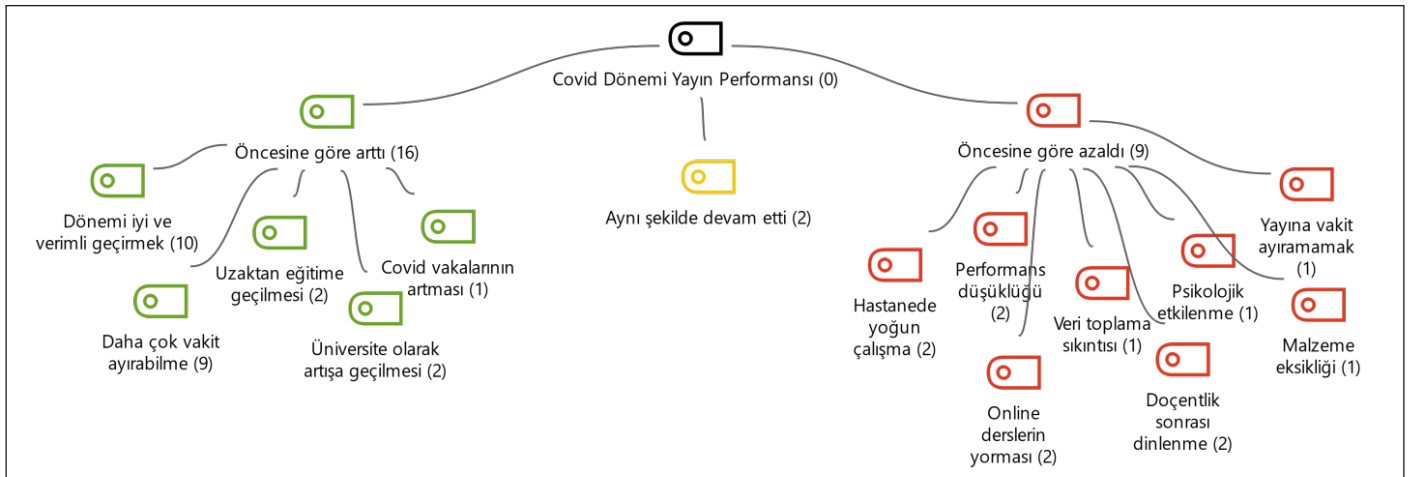 Covid Dönemi Yayın Performansı (0)
Öncesine göre arttı (16)
Dönemi iyi ve
verimli geçirmek (10)
Daha çok vakit
ayırabilme (9)
Uzaktan eğitime
geçilmesi (2)
Üniversite olarak
artışa geçilmesi (2)
Covid vakalarının
artması (1)
Aynı şekilde devam etti (2)
Öncesine göre azaldı (9)
Hastanede
yoğun
çalışma (2)
Performans
düşüklüğü
(2)
Online
derslerin
yorması (2)
Veri toplama
sıkıntısı (1)
Doçentlik
sonrası
dinlenme (2)
Psikolojik
etkilenme (1)
Yayına vakit
ayıramamak
(1)
Malzeme
eksikliği (1)